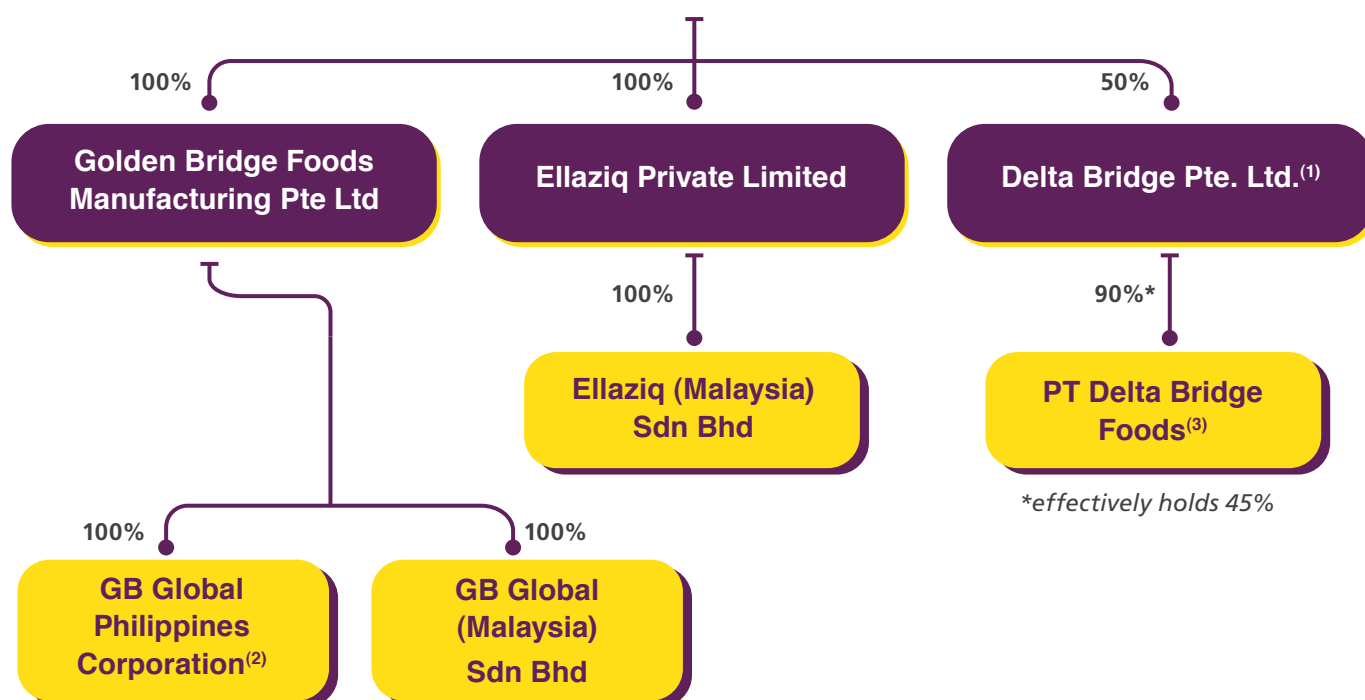 100%
100%
50%
Golden Bridge Foods
Manufacturing Pte Ltd
Ellaziq Private Limited
Delta Bridge Pte. Ltd.(1)
100%
90%*
Ellaziq (Malaysia)
Sdn Bhd
PT Delta Bridge
Foods(3)
*effectively holds 45%
100%
100%
GB Global
Philippines
Corporation(2)
GB Global
(Malaysia)
Sdn Bhd